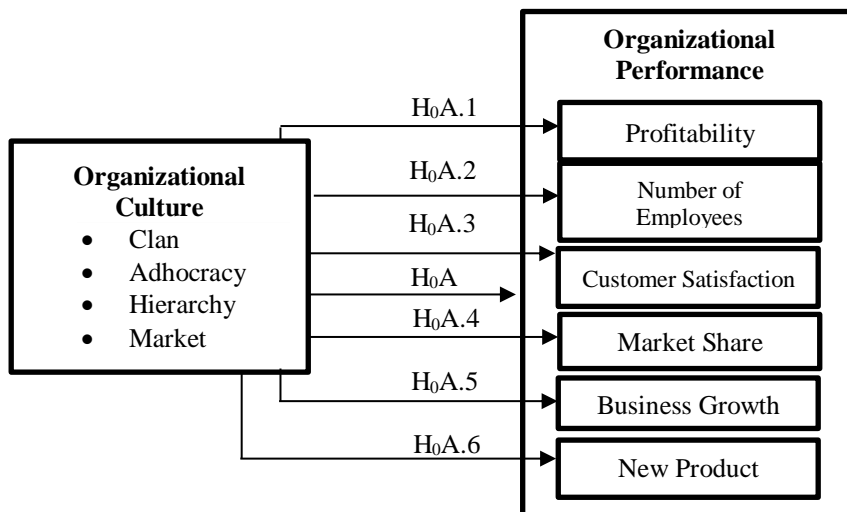 Organizational
Performance
H₀A.1
Profitability
Organizational
Culture
• Clan
• Adhocracy
• Hierarchy
• Market
H₀A.2
Number of
Employees
H₀A.3
Customer Satisfaction
H₀A
H₀A.4
Market Share
H₀A.5
Business Growth
H₀A.6
New Product